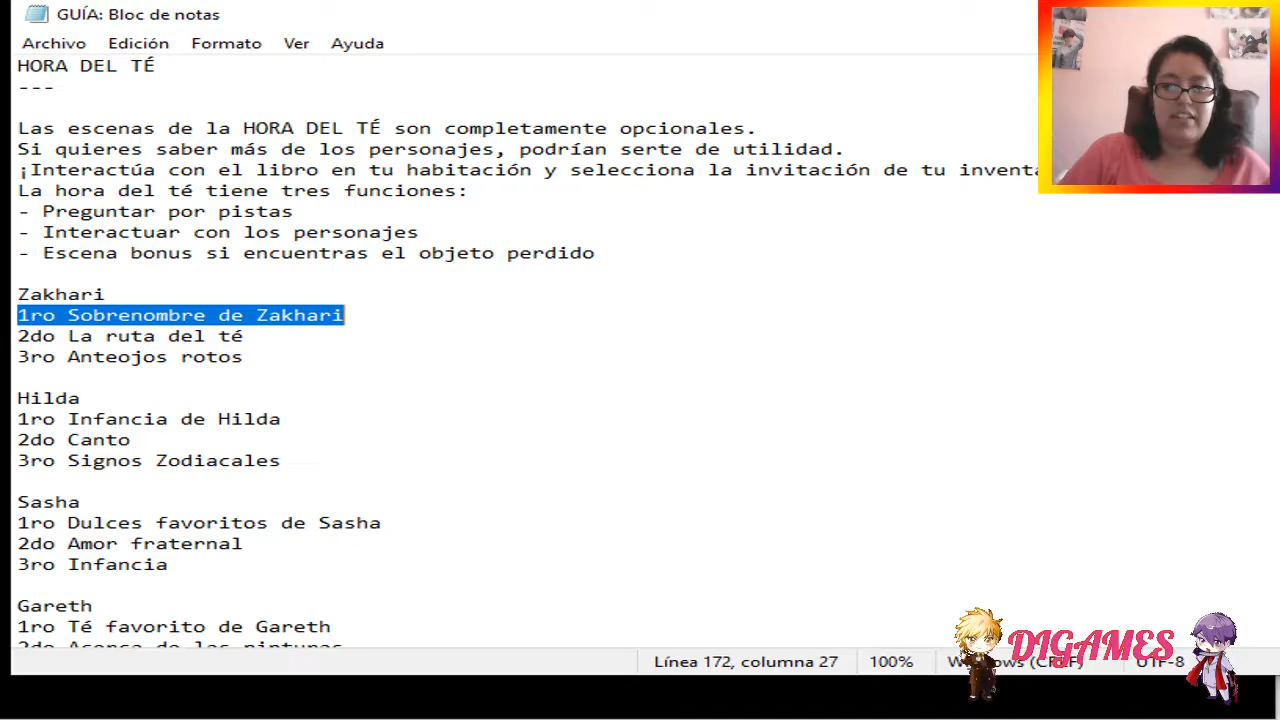 GUÍA: Bloc de notas
Archivo Edición Formato Ver Ayuda
HORA DEL TÉ
---
Las escenas de la HORA DEL TÉ son completamente opcionales.
Si quieres saber más de los personajes, podrían serte de utilidad.
¡Interactúa con el libro en tu habitación y selecciona la invitación de tu inventa
La hora del té tiene tres funciones:
- Preguntar por pistas
- Interactuar con los personajes
- Escena bonus si encuentras el objeto perdido
Zakhari
1ro Sobrenombre de Zakhari
2do La ruta del té
3ro Anteojos rotos
Hilda
1ro Infancia de Hilda
2do Canto
3ro Signos Zodiacales
Sasha
1ro Dulces favoritos de Sasha
2do Amor fraternal
3ro Infancia
Gareth
1ro Té favorito de Gareth
2do Acerca de las pinturas
Línea 172, columna 27 100% (CRLF) UTF-8
DIGAMES